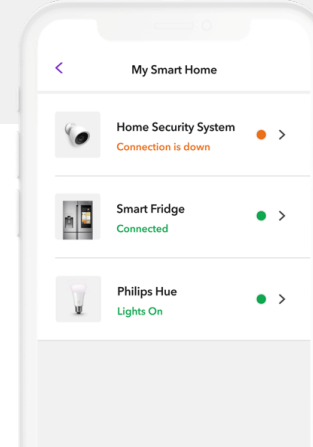 My Smart Home
Home Security System
Connection is down
Smart Fridge
Connected
Philips Hue
Lights On